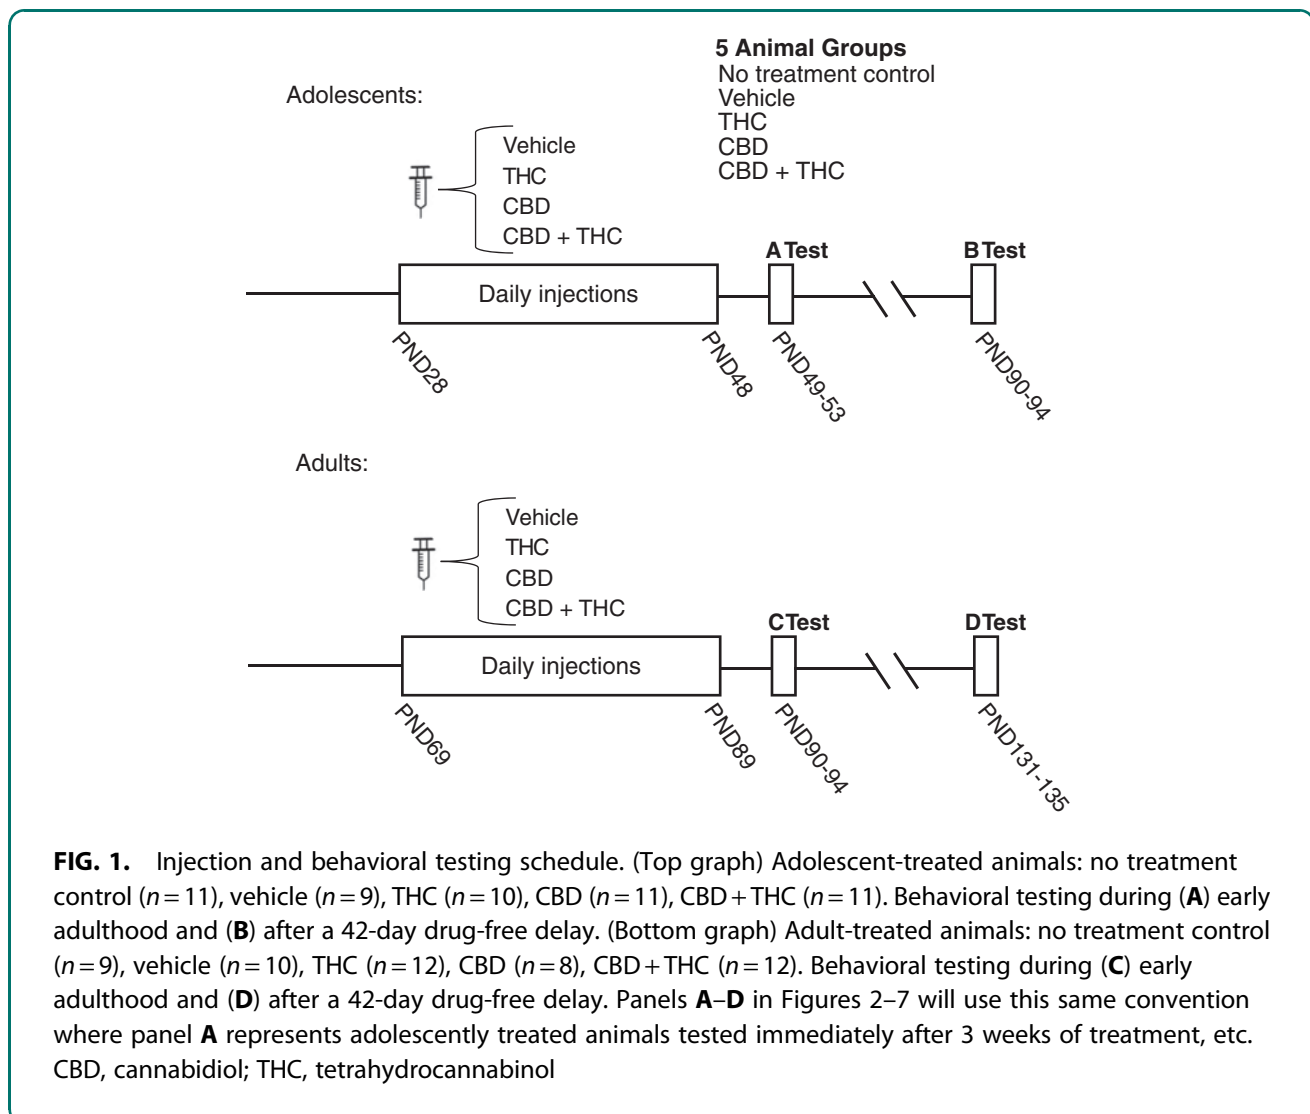 5 Animal Groups
No treatment control
Vehicle
THC
CBD
CBD + THC
Adolescents:
Vehicle
THC
CBD
CBD + THC
A Test
B Test
Daily injections
PND28
PND48
PND49-53
PND90-94
Adults:
Vehicle
THC
CBD
CBD + THC
C Test
D Test
Daily injections
PND69
PND89
PND90-94
PND131-135
FIG. 1. Injection and behavioral testing schedule. (Top graph) Adolescent-treated animals: no treatment
control (n = 11), vehicle (n = 9), THC (n = 10), CBD (n = 11), CBD + THC (n = 11). Behavioral testing during (A) early
adulthood and (B) after a 42-day drug-free delay. (Bottom graph) Adult-treated animals: no treatment control
(n = 9), vehicle (n = 10), THC (n = 12), CBD (n = 8), CBD + THC (n = 12). Behavioral testing during (C) early
adulthood and (D) after a 42-day drug-free delay. Panels A–D in Figures 2–7 will use this same convention
where panel A represents adolescently treated animals tested immediately after 3 weeks of treatment, etc.
CBD, cannabidiol; THC, tetrahydrocannabinol